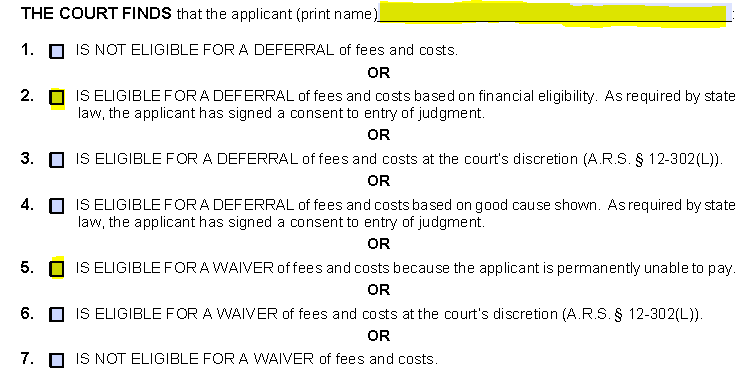 THE COURT FINDS that the applicant (print name) :
1. IS NOT ELIGIBLE FOR A DEFERRAL of fees and costs.
OR
2. IS ELIGIBLE FOR A DEFERRAL of fees and costs based on financial eligibility. As required by state
law, the applicant has signed a consent to entry of judgment.
OR
3. IS ELIGIBLE FOR A DEFERRAL of fees and costs at the court's discretion (A.R.S. § 12-302(L)).
OR
4. IS ELIGIBLE FOR A DEFERRAL of fees and costs based on good cause shown. As required by state
law, the applicant has signed a consent to entry of judgment.
OR
5. IS ELIGIBLE FOR A WAIVER of fees and costs because the applicant is permanently unable to pay.
OR
6. IS ELIGIBLE FOR A WAIVER of fees and costs at the court's discretion (A.R.S. § 12-302(L)).
OR
7. IS NOT ELIGIBLE FOR A WAIVER of fees and costs.